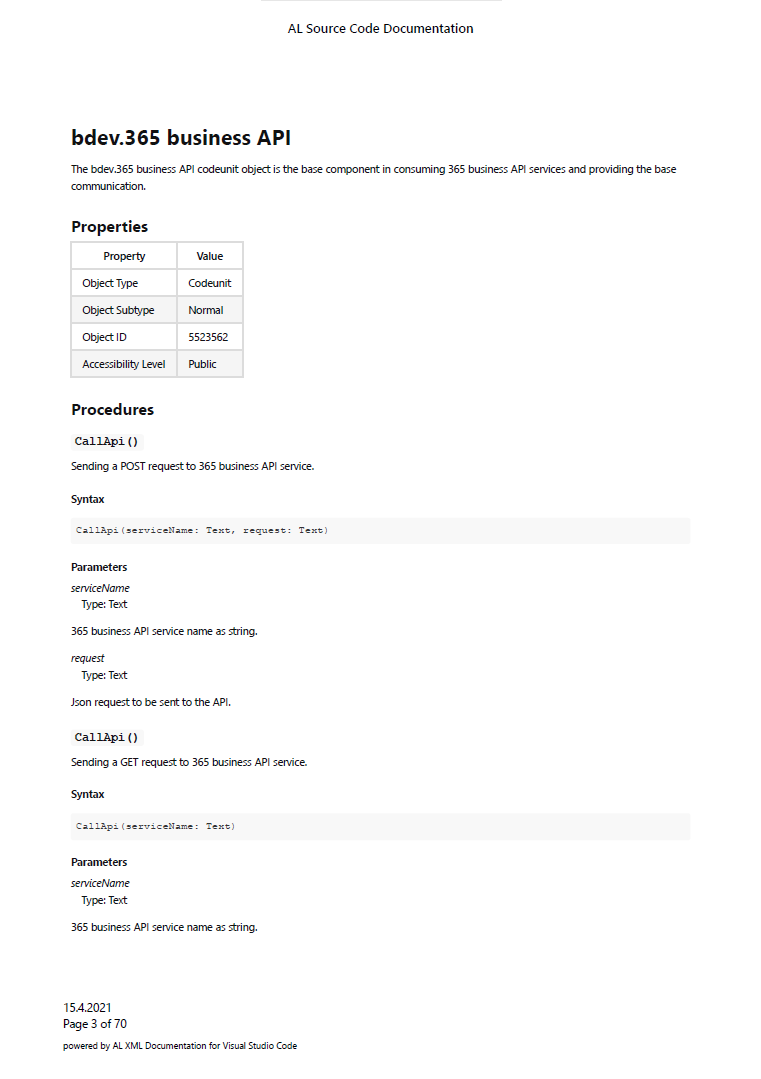 AL Source Code Documentation
bdev.365 business API
The bdev.365 business API codeunit object is the base component in consuming 365 business API services and providing the base
communication.
Properties
Property Value
Object Type Codeunit
Object Subtype Normal
Object ID 5523562
Accessibility Level Public
Procedures
CallApi()
Sending a POST request to 365 business API service.
Syntax
CallApi(serviceName: Text, request: Text)
Parameters
serviceName
Type: Text
365 business API service name as string.
request
Type: Text
Json request to be sent to the API.
CallApi()
Sending a GET request to 365 business API service.
Syntax
CallApi(serviceName: Text)
Parameters
serviceName
Type: Text
365 business API service name as string.
15.4.2021
Page 3 of 70
powered by AL XML Documentation for Visual Studio Code